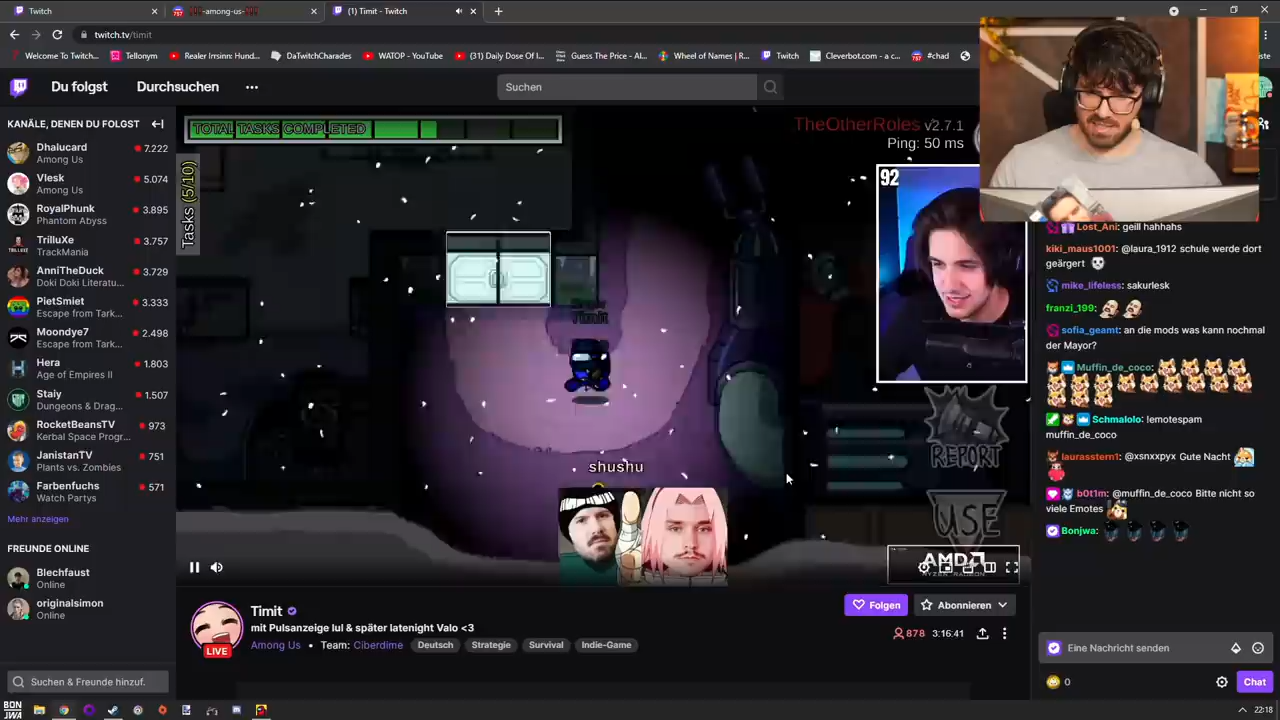 Twitch
-among-us-
(1) Timit - Twitch
twitch.tv/timit
Welcome To Twitch...
Tellonym
Realer Irrsinn: Hund...
DaTwitchCharades
WATOP - YouTube
(31) Daily Dose Of I...
Guess The Price - Al...
Wheel of Names | R...
Twitch
Cleverbot.com - a c...
#chad
Du folgst
Durchsuchen
Suchen
KANÄLE, DENEN DU FOLGST
Dhalucard
7.222
Among Us
Vlesk
5.074
Among Us
RoyalPhunk
3.895
Phantom Abyss
TrilluXe
3.757
TrackMania
AnniTheDuck
3.729
Doki Doki Literatu...
PietSmiet
3.333
Escape from Tark...
Moondye7
2.498
Escape from Tark...
Hera
1.803
Age of Empires II
Staiy
1.507
Dungeons & Drag...
RocketBeansTV
973
Kerbal Space Progr...
JanistanTV
751
Plants vs. Zombies
Farbenfuchs
571
Watch Partys
Mehr anzeigen
FREUNDE ONLINE
Blechfaust
Online
originalsimon
Online
Suchen & Freunde hinzuf.
TOTAL TASKS COMPLETED
Tasks (5/10)
TheOtherRoles v2.7.1
Ping: 50 ms
92
Timit
shushu
REPORT
USE
AMD
RYZEN RADEON
Timit
LIVE
mit Pulsanzeige lul & später latenight Valo <3
Among Us • Team: Ciberdime
Deutsch
Strategie
Survival
Indie-Game
Folgen
Abonnieren
878
3:16:41
Lost_Ani: geill hahhahs
kiki_maus1001: @laura_1912 schule werde dort
geärgert
mike_lifeless: sakurlesk
franzi_199:
sofia_geamt: an die mods was kann nochmal
der Mayor?
Muffin_de_coco:
Schmalolo: !emotespam
muffin_de_coco
laurasstern1: @xsnxxpyx Gute Nacht
b0t1m: @muffin_de_coco Bitte nicht so
viele Emotes
Bonjwa:
Eine Nachricht senden
0
Chat
BON
JWA
22:18